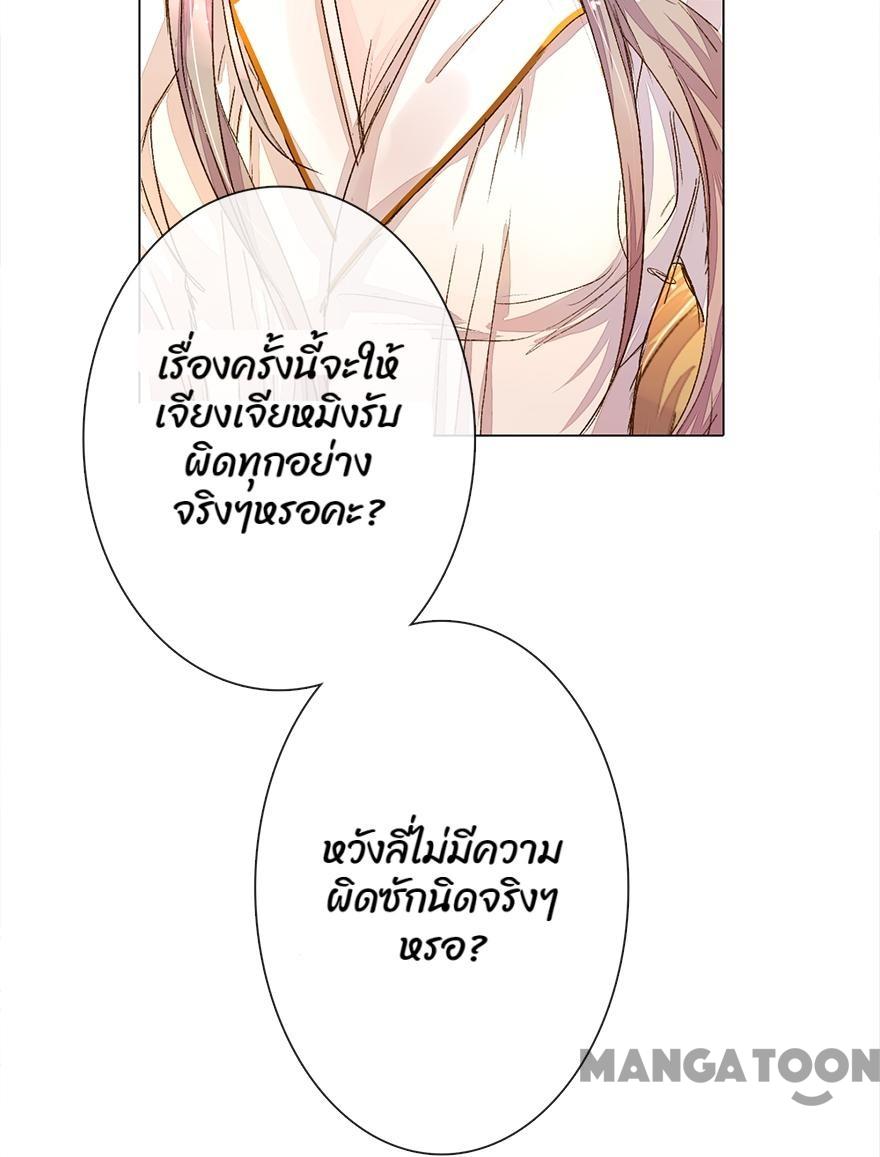 เรื่องครั้งนี้จะให้
เจียงเจียหมิงรับ
ผิดทุกอย่าง
จริงๆหรอคะ?
หวังลี่ไม่มีความ
ผิดซักนิดจริงๆ
หรอ?
MANGATOON